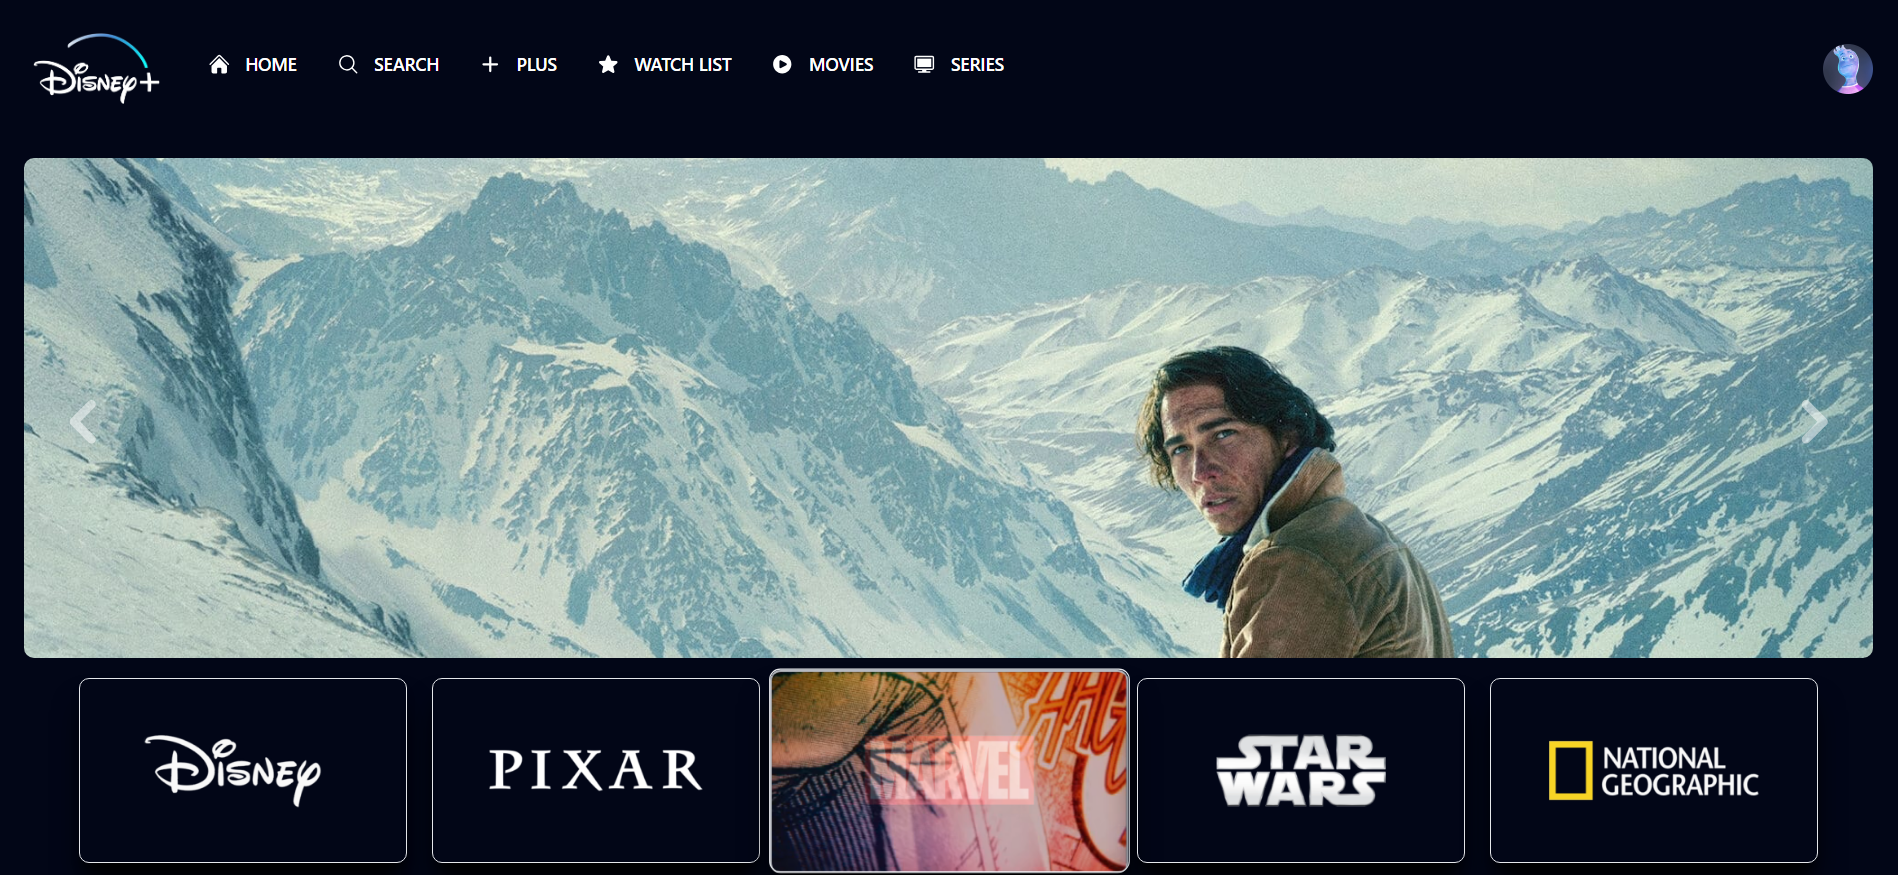 Disney+
HOME
SEARCH
PLUS
WATCH LIST
MOVIES
SERIES
Disney
PIXAR
MARVEL
STAR
WARS
NATIONAL
GEOGRAPHIC